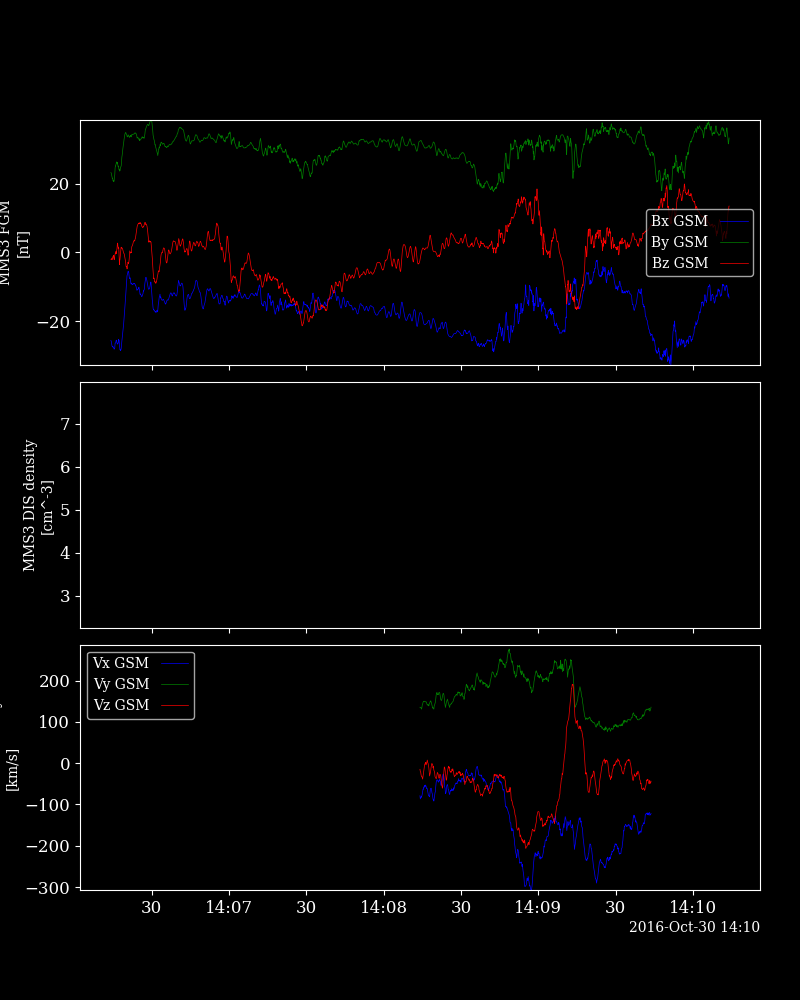 20
0
−20
MMS3 FGM
[nT]
Bx GSM
By GSM
Bz GSM
7
6
5
4
3
MMS3 DIS density
[cm^-3]
200
100
0
−100
−200
−300
[km/s]
Vx GSM
Vy GSM
Vz GSM
30
14:07
30
14:08
30
14:09
30
14:10
2016-Oct-30 14:10